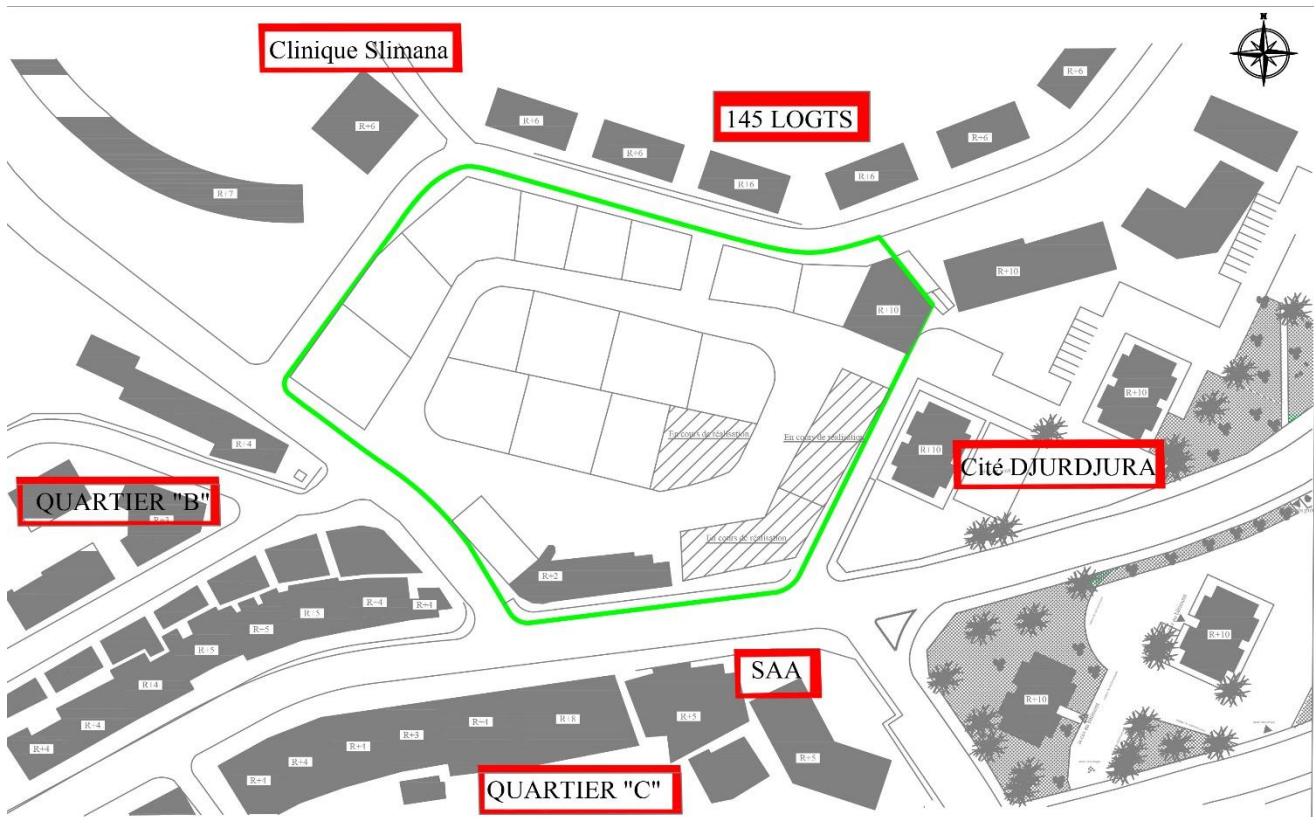 N
Clinique Slimana
R+6
R+6
145 LOGTS
R+6
R+6
R+6
R+6
R+6
R+7
R+10
R+10
R+10
R+4
En cours de réalisation
En cours de réalisation
R+10
Cité DJURDJURA
QUARTIER "B"
En cours de réalisation
R+2
R+5
R+4
R+4
R+5
R+5
R+4
R+4
R+4
R+10
R+10
SAA
R+8
R+4
R+3
R+4
R+4
R+4
R+5
R+5
QUARTIER "C"